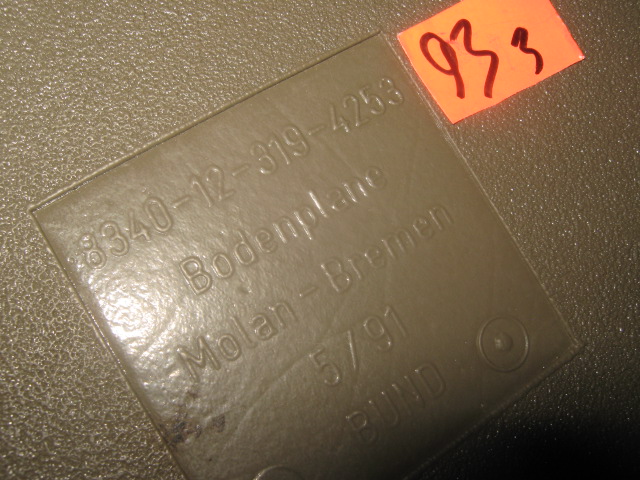 8340-12-319-4253
Bodenplane
Molan-Bremen
5/91
BUND
933